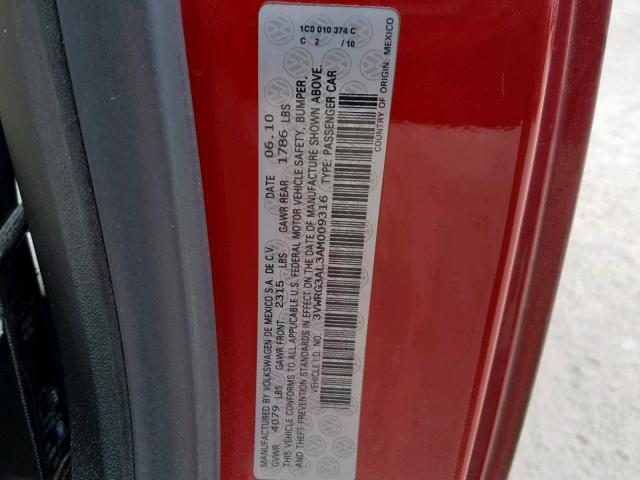 MANUFACTURED BY VOLKSWAGEN DE MEXICO S.A. DE C.V. DATE 06.10
GVWR 4079 LBS GAWR FRONT 2315 LBS GAWR REAR 1786 LBS
THIS VEHICLE CONFORMS TO ALL APPLICABLE U.S. FEDERAL MOTOR VEHICLE SAFETY, BUMPER,
AND THEFT PREVENTION STANDARDS IN EFFECT ON THE DATE OF MANUFACTURE SHOWN ABOVE.
VEHICLE I.D. NO. 3VWRG3AL3AM009316 TYPE: PASSENGER CAR
1C0 010 374 C
C 2 /10
COUNTRY OF ORIGIN: MEXICO